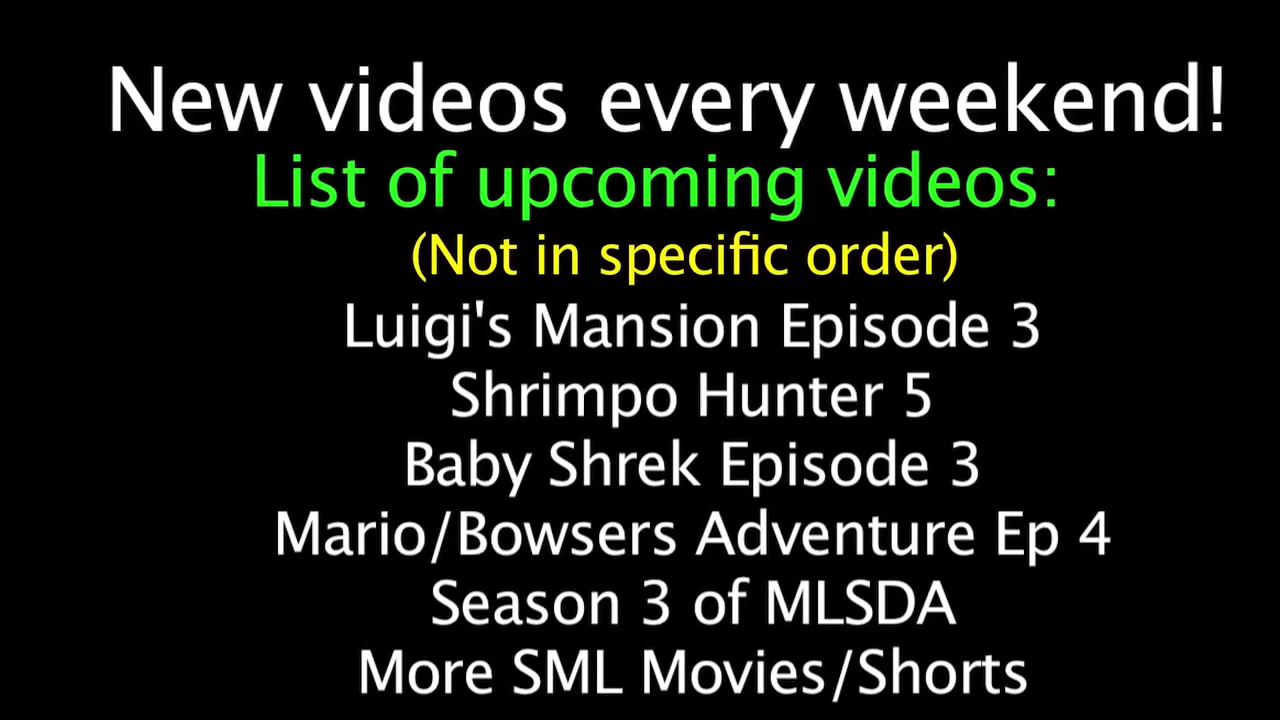 New videos every weekend!
List of upcoming videos:
(Not in specific order)
Luigi's Mansion Episode 3
Shrimpo Hunter 5
Baby Shrek Episode 3
Mario/Bowsers Adventure Ep 4
Season 3 of MLSDA
More SML Movies/Shorts